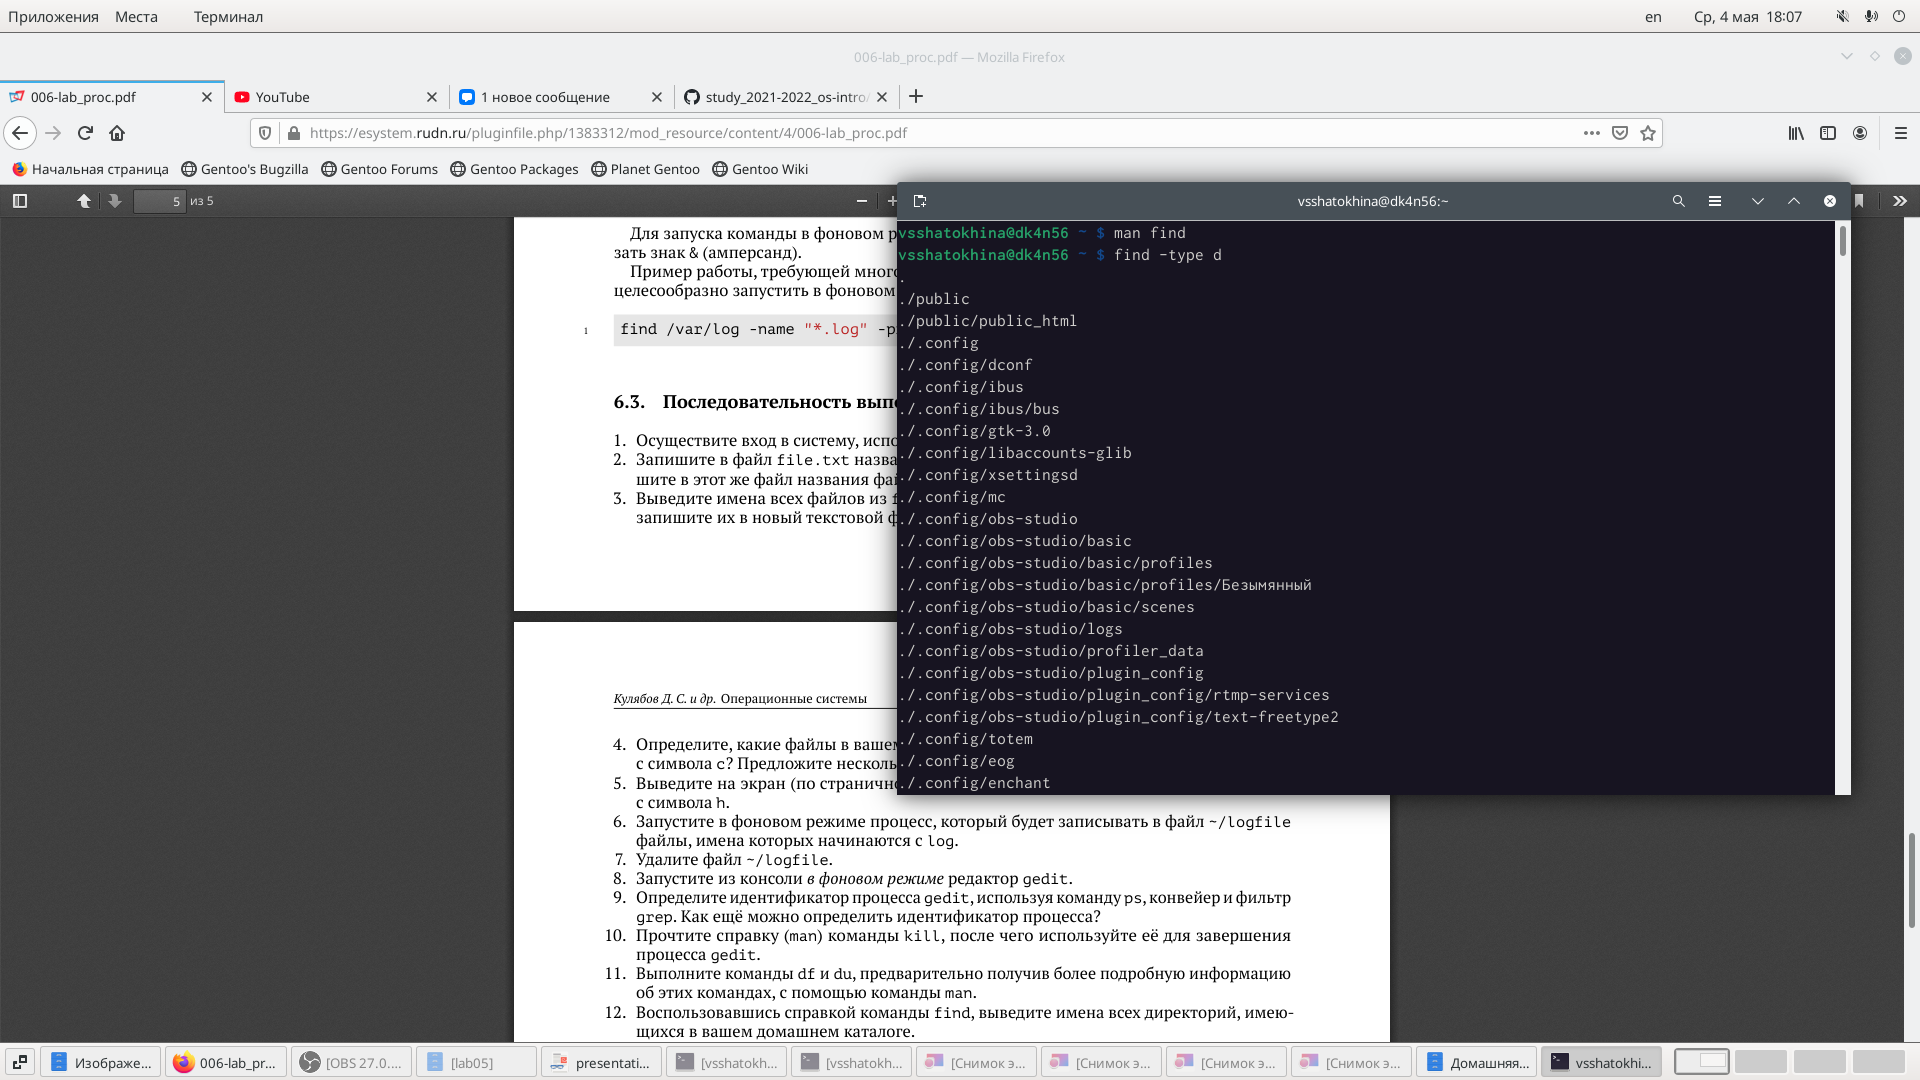 Приложения Места Терминал en Ср, 4 мая 18:07
006-lab_proc.pdf — Mozilla Firefox
006-lab_proc.pdf YouTube 1 новое сообщение study_2021-2022_os-intro/
https://esystem.rudn.ru/pluginfile.php/1383312/mod_resource/content/4/006-lab_proc.pdf
Начальная страница Gentoo's Bugzilla Gentoo Forums Gentoo Packages Planet Gentoo Gentoo Wiki
5 из 5
Для запуска команды в фоновом
зать знак & (амперсанд).
Пример работы, требующей
целесообразно запустить в фоновом
1 find /var/log -name "*.log" -p
6.3. Последовательность
1. Осуществите вход в систему,
2. Запишите в файл file.txt
шите в этот же файл названия
3. Выведите имена всех файлов из
запишите их в новый текстовой
Кулябов Д. С. и др. Операционные системы
4. Определите, какие файлы в
с символа c? Предложите
5. Выведите на экран (по
с символа h.
6. Запустите в фоновом режиме процесс, который будет записывать в файл ~/logfile
файлы, имена которых начинаются с log.
7. Удалите файл ~/logfile.
8. Запустите из консоли в фоновом режиме редактор gedit.
9. Определите идентификатор процесса gedit, используя команду ps, конвейер и фильтр
grep. Как ещё можно определить идентификатор процесса?
10. Прочтите справку (man) команды kill, после чего используйте её для завершения
процесса gedit.
11. Выполните команды df и du, предварительно получив более подробную информацию
об этих командах, с помощью команды man.
12. Воспользовавшись справкой команды find, выведите имена всех директорий, имею-
щихся в вашем домашнем каталоге.
vsshatokhina@dk4n56:~
vsshatokhina@dk4n56 ~ $ man find
vsshatokhina@dk4n56 ~ $ find -type d
.
./public
./public/public_html
./.config
./.config/dconf
./.config/ibus
./.config/ibus/bus
./.config/gtk-3.0
./.config/libaccounts-glib
./.config/xsettingsd
./.config/mc
./.config/obs-studio
./.config/obs-studio/basic
./.config/obs-studio/basic/profiles
./.config/obs-studio/basic/profiles/Безымянный
./.config/obs-studio/basic/scenes
./.config/obs-studio/logs
./.config/obs-studio/profiler_data
./.config/obs-studio/plugin_config
./.config/obs-studio/plugin_config/rtmp-services
./.config/obs-studio/plugin_config/text-freetype2
./.config/totem
./.config/eog
./.config/enchant
Изображе... 006-lab_pr... [OBS 27.0.... [lab05] presentati... [vsshatokh... [vsshatokh... [Снимок э... [Снимок э... [Снимок э... [Снимок э... Домашняя... vsshatokhi...